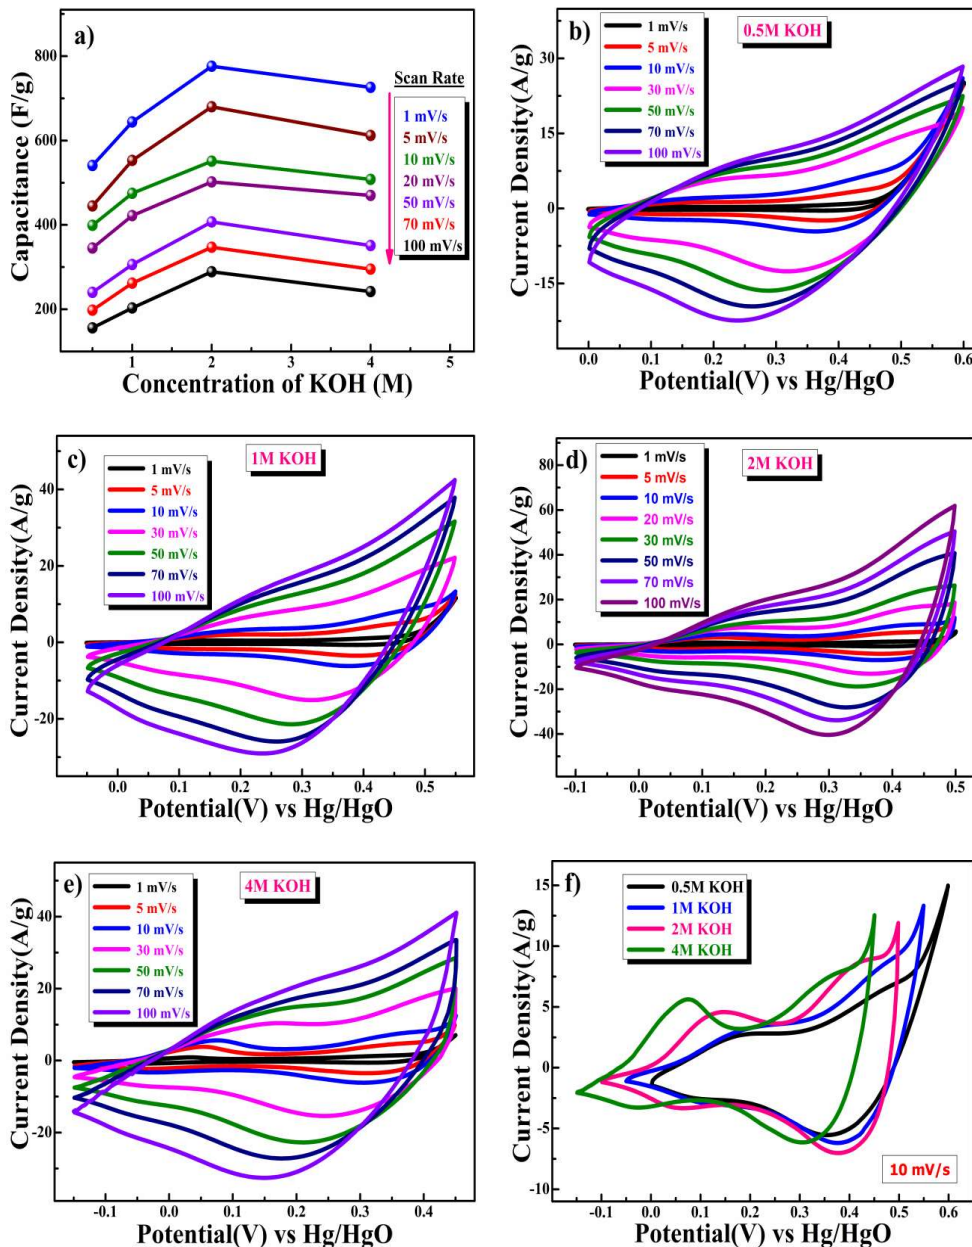 a)
Capacitance (F/g)
800
600
400
200
1
2
3
4
5
Concentration of KOH (M)
Scan Rate
1 mV/s
5 mV/s
10 mV/s
20 mV/s
50 mV/s
70 mV/s
100 mV/s
b)
0.5M KOH
1 mV/s
5 mV/s
10 mV/s
30 mV/s
50 mV/s
70 mV/s
100 mV/s
Current Density(A/g)
30
15
0
-15
0.0
0.1
0.2
0.3
0.4
0.5
0.6
Potential(V) vs Hg/HgO
c)
1M KOH
1 mV/s
5 mV/s
10 mV/s
30 mV/s
50 mV/s
70 mV/s
100 mV/s
Current Density(A/g)
40
20
0
-20
0.0
0.1
0.2
0.3
0.4
0.5
Potential(V) vs Hg/HgO
d)
2M KOH
1 mV/s
5 mV/s
10 mV/s
20 mV/s
30 mV/s
50 mV/s
70 mV/s
100 mV/s
Current Density(A/g)
80
60
40
20
0
-20
-40
-0.1
0.0
0.1
0.2
0.3
0.4
0.5
Potential(V) vs Hg/HgO
e)
4M KOH
1 mV/s
5 mV/s
10 mV/s
30 mV/s
50 mV/s
70 mV/s
100 mV/s
Current Density(A/g)
40
20
0
-20
-0.1
0.0
0.1
0.2
0.3
0.4
Potential(V) vs Hg/HgO
f)
0.5M KOH
1M KOH
2M KOH
4M KOH
Current Density(A/g)
15
10
5
0
-5
-10
-0.1
0.0
0.1
0.2
0.3
0.4
0.5
0.6
10 mV/s
Potential(V) vs Hg/HgO